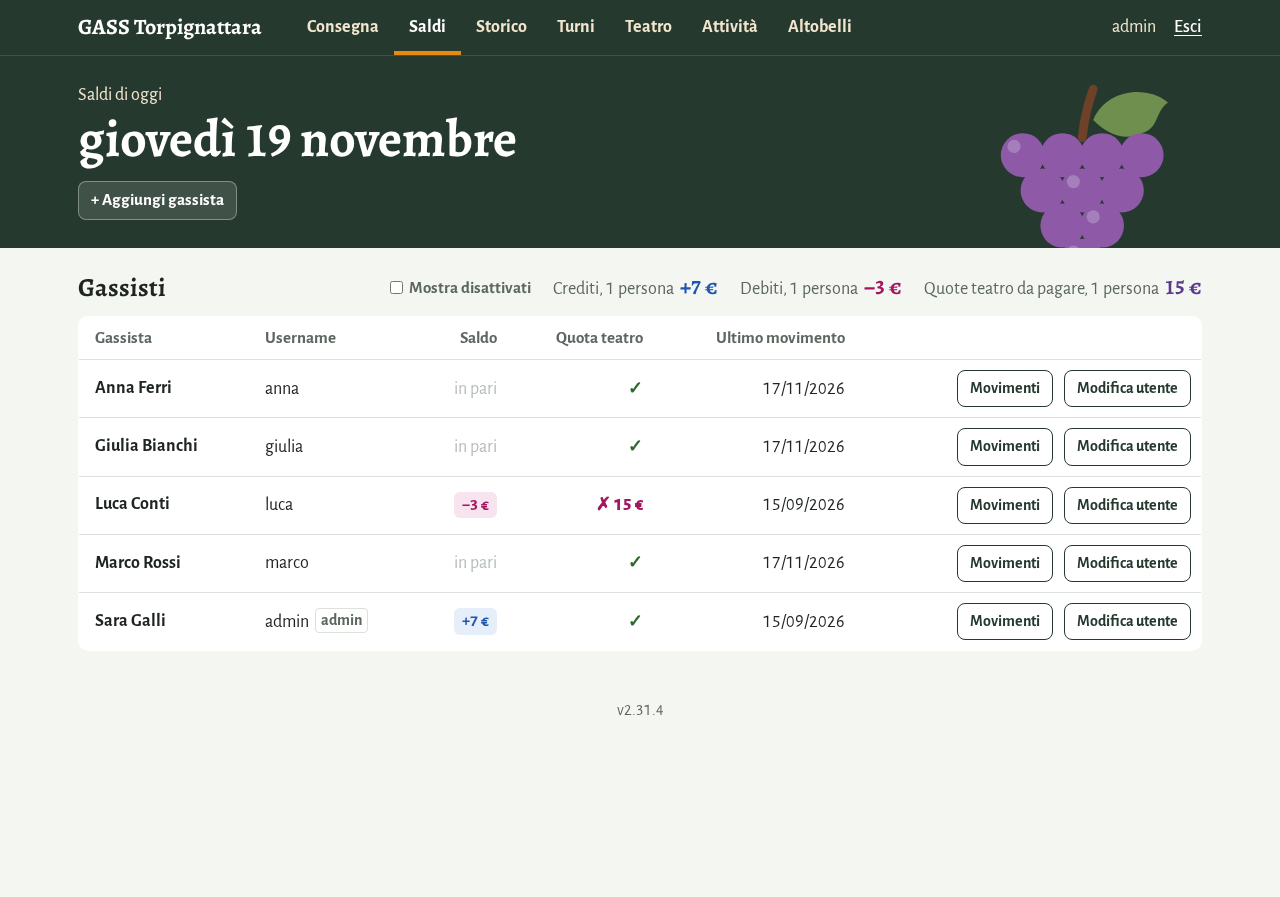 GASS Torpignattara Consegna Saldi Storico Turni Teatro Attività Altobelli admin Esci
Saldi di oggi
giovedì 19 novembre
+ Aggiungi gassista
Gassisti Mostra disattivati Crediti, 1 persona +7 € Debiti, 1 persona −3 € Quote teatro da pagare, 1 persona 15 €
Gassista Username Saldo Quota teatro Ultimo movimento
Anna Ferri anna in pari ✓ 17/11/2026 Movimenti Modifica utente
Giulia Bianchi giulia in pari ✓ 17/11/2026 Movimenti Modifica utente
Luca Conti luca −3 € ✗ 15 € 15/09/2026 Movimenti Modifica utente
Marco Rossi marco in pari ✓ 17/11/2026 Movimenti Modifica utente
Sara Galli admin admin +7 € ✓ 15/09/2026 Movimenti Modifica utente
v2.31.4